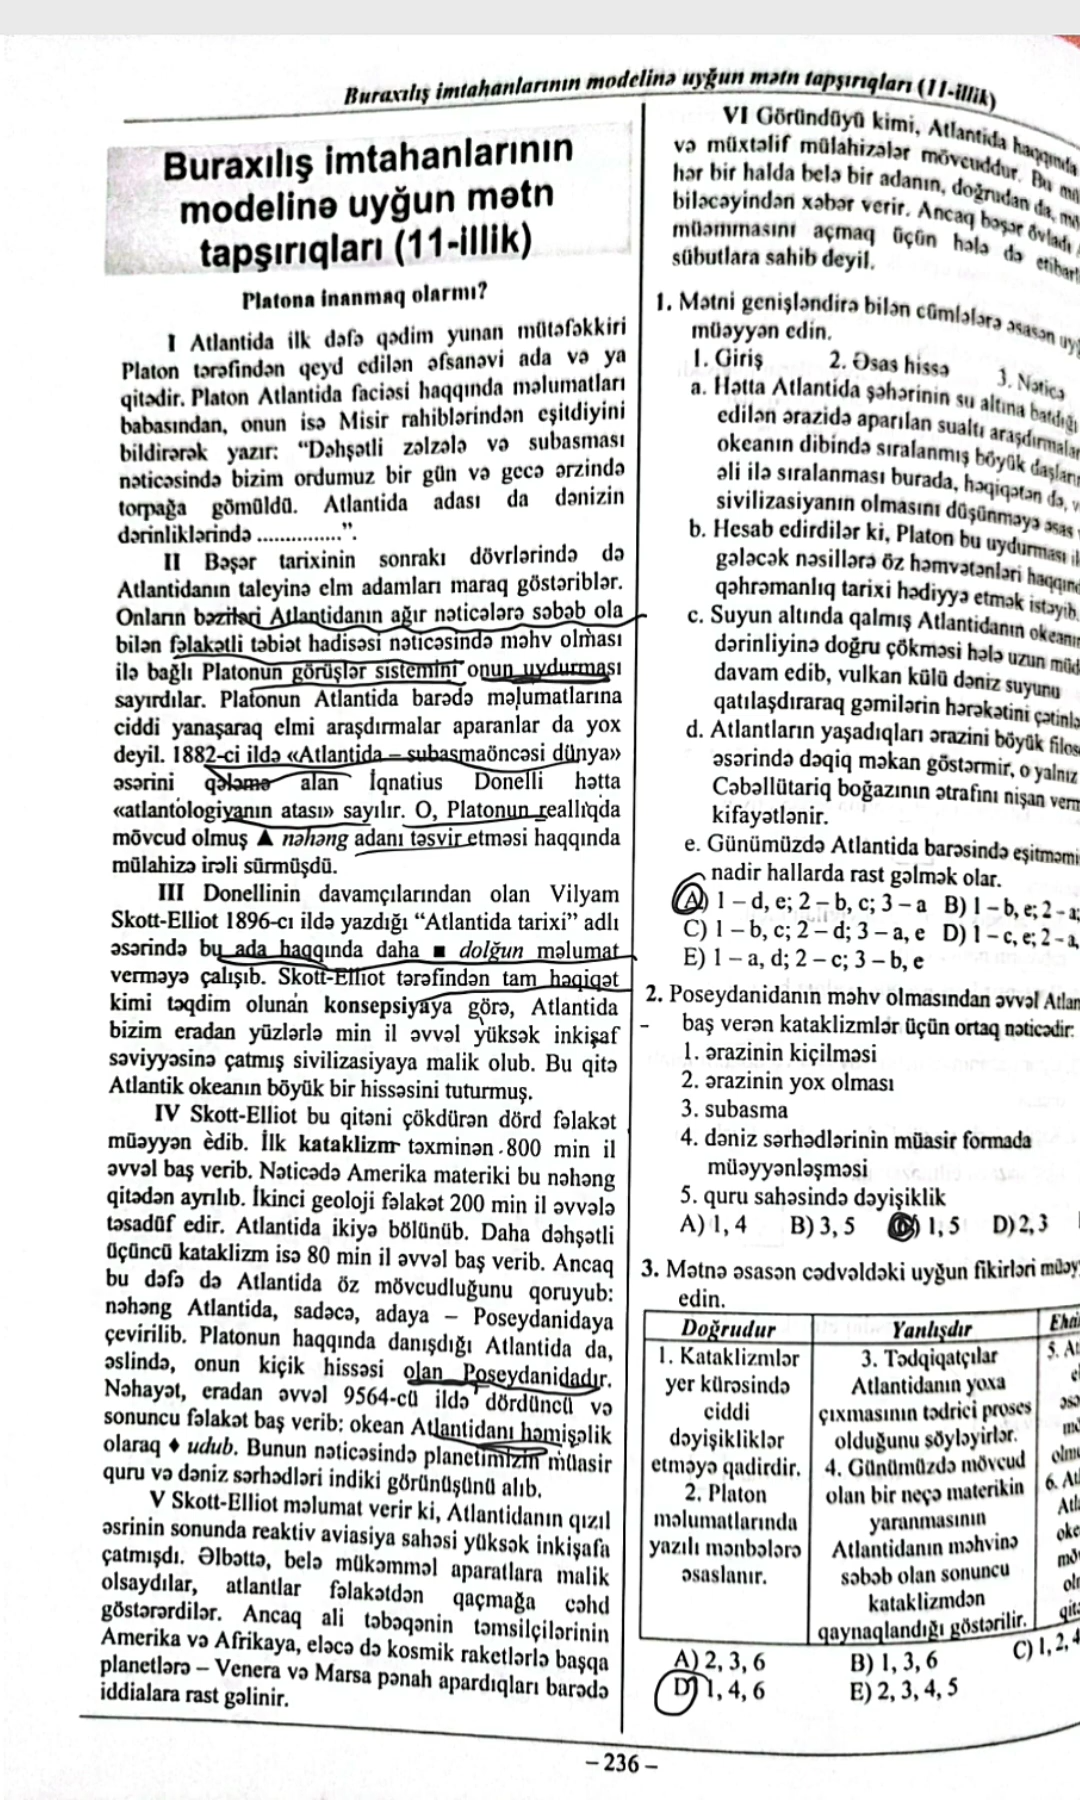 Buraxılış imtahanlarının modelinə uyğun mətn tapşırıqları (11-illik)
Buraxılış imtahanlarının
modelinə uyğun mətn
tapşırıqları (11-illik)
Platona inanmaq olarmı?
I Atlantida ilk dəfə qədim yunan mütəfəkkiri
Platon tərəfindən qeyd edilən əfsanəvi ada və ya
qitədir. Platon Atlantida faciəsi haqqında məlumatları
babasından, onun isə Misir rahiblərindən eşitdiyini
bildirərək yazır: “Dəhşətli zəlzələ və subasması
nəticəsində bizim ordumuz bir gün və gecə ərzində
torpağa gömüldü. Atlantida adası da dənizin
dərinliklərində ...............”.
II Bəşər tarixinin sonrakı dövrlərində də
Atlantidanın taleyinə elm adamları maraq göstəriblər.
Onların bəziləri Atlantidanın ağır nəticələrə səbəb ola
bilən fəlakətli təbiət hadisəsi nəticəsində məhv olması
ilə bağlı Platonun görüşlər sistemini onun uydurması
sayırdılar. Platonun Atlantida barədə məlumatlarına
ciddi yanaşaraq elmi araşdırmalar aparanlar da yox
deyil. 1882-ci ildə «Atlantida – subasmaöncəsi dünya»
əsərini qələmə alan İqnatius Donelli hətta
«atlantologiyanın atası» sayılır. O, Platonun reallıqda
mövcud olmuş ▲ nəhəng adanı təsvir etməsi haqqında
mülahizə irəli sürmüşdü.
III Donellinin davamçılarından olan Vilyam
Skott-Elliot 1896-cı ildə yazdığı “Atlantida tarixi” adlı
əsərində bu ada haqqında daha ■ dolğun məlumat
verməyə çalışıb. Skott-Elliot tərəfindən tam həqiqət
kimi təqdim olunan konsepsiyaya görə, Atlantida
bizim eradan yüzlərlə min il əvvəl yüksək inkişaf
səviyyəsinə çatmış sivilizasiyaya malik olub. Bu qitə
Atlantik okeanın böyük bir hissəsini tuturmuş.
IV Skott-Elliot bu qitəni çökdürən dörd fəlakət
müəyyən edib. İlk kataklizm təxminən 800 min il
əvvəl baş verib. Nəticədə Amerika materiki bu nəhəng
qitədən ayrılıb. İkinci geoloji fəlakət 200 min il əvvələ
təsadüf edir. Atlantida ikiyə bölünüb. Daha dəhşətli
üçüncü kataklizm isə 80 min il əvvəl baş verib. Ancaq
bu dəfə də Atlantida öz mövcudluğunu qoruyub:
nəhəng Atlantida, sadəcə, adaya – Poseydanidaya
çevirilib. Platonun haqqında danışdığı Atlantida da,
əslində, onun kiçik hissəsi olan Poseydanidadır.
Nəhayət, eradan əvvəl 9564-cü ildə dördüncü və
sonuncu fəlakət baş verib: okean Atlantidanı həmişəlik
olaraq ♦ udub. Bunun nəticəsində planetimizin müasir
quru və dəniz sərhədləri indiki görünüşünü alıb.
V Skott-Elliot məlumat verir ki, Atlantidanın qızıl
əsrinin sonunda reaktiv aviasiya sahəsi yüksək inkişafa
çatmışdı. Əlbəttə, belə mükəmməl aparatlara malik
olsaydılar, atlantlar fəlakətdən qaçmağa cəhd
göstərərdilər. Ancaq ali təbəqənin təmsilçilərinin
Amerika və Afrikaya, eləcə də kosmik raketlərlə başqa
planetlərə – Venera və Marsa pənah apardıqları barədə
iddialara rast gəlinir.
VI Göründüyü kimi, Atlantida haqqında
və müxtəlif mülahizələr mövcuddur. Bu
hər bir halda belə bir adanın, doğrudan da,
biləcəyindən xəbər verir. Ancaq bəşər övladı
müəmmasını açmaq üçün hələ də
sübutlara sahib deyil.
1. Mətni genişləndirə bilən cümlələrə əsasən
müəyyən edin.
1. Giriş 2. Əsas hissə 3. Nəticə
a. Hətta Atlantida şəhərinin su altına batdığı
edilən ərazidə aparılan sualtı
okeanın dibində sıralanmış böyük
əli ilə sıralanması burada, həqiqətən də,
sivilizasiyanın olmasını düşünməyə əsas
b. Hesab edirdilər ki, Platon bu uydurması
gələcək nəsillərə öz həmvətənləri
qəhrəmanlıq tarixi hədiyyə etmək istəyib.
c. Suyun altında qalmış Atlantidanın
dərinliyinə doğru çökməsi hələ uzun
davam edib, vulkan külü dəniz suyunu
qatılaşdıraraq gəmilərin hərəkətini
d. Atlantların yaşadıqları ərazini böyük
əsərində dəqiq məkan göstərmir, o yalnız
Cəbəllütariq boğazının ətrafını nişan
kifayətlənir.
e. Günümüzdə Atlantida barəsində
nadir hallarda rast gəlmək olar.
A) 1 – d, e; 2 – b, c; 3 – a B) 1 – b, e; 2 – a;
C) 1 – b, c; 2 – d; 3 – a, e D) 1 – c, e; 2 – a,
E) 1 – a, d; 2 – c; 3 – b, e
2. Poseydanidanın məhv olmasından əvvəl
baş verən kataklizmlər üçün ortaq nəticədir:
1. ərazinin kiçilməsi
2. ərazinin yox olması
3. subasma
4. dəniz sərhədlərinin müasir formada
müəyyənləşməsi
5. quru sahəsində dəyişiklik
A) 1, 4 B) 3, 5 C) 1, 5 D) 2, 3
3. Mətnə əsasən cədvəldəki uyğun fikirləri
edin.
Doğrudur Yanlışdır
1. Kataklizmlər
yer kürəsində
ciddi
dəyişikliklər
etməyə qadirdir.
2. Platon
məlumatlarında
yazılı mənbələrə
əsaslanır.
3. Tədqiqatçılar
Atlantidanın yoxa
çıxmasının tədrici proses
olduğunu söyləyirlər.
4. Günümüzdə mövcud
olan bir neçə materikin
yaranmasının
Atlantidanın məhvinə
səbəb olan sonuncu
kataklizmdən
qaynaqlandığı göstərilir.
5.
6.
A) 2, 3, 6 B) 1, 3, 6 C) 1, 2, 4
D) 1, 4, 6 E) 2, 3, 4, 5
– 236 –